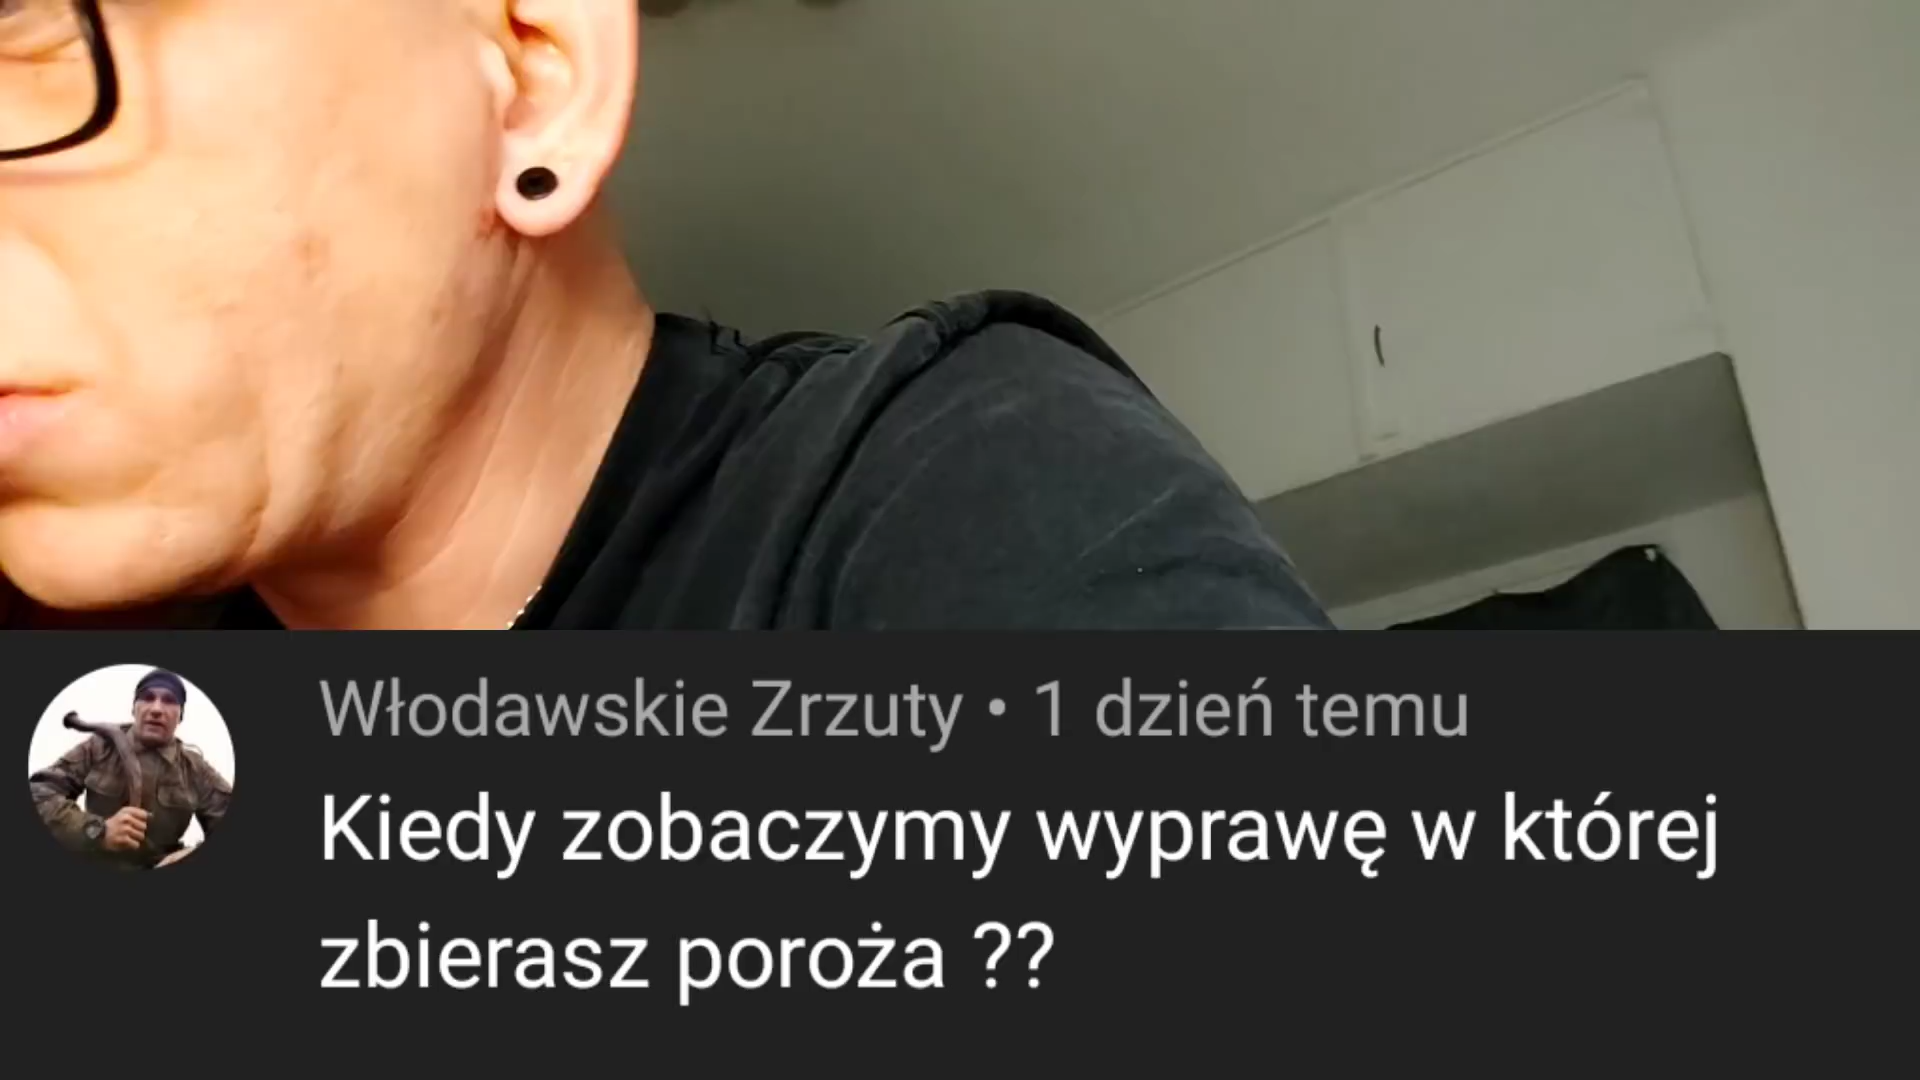 Włodawskie Zrzuty • 1 dzień temu
Kiedy zobaczymy wyprawę w której
zbierasz poroża ??